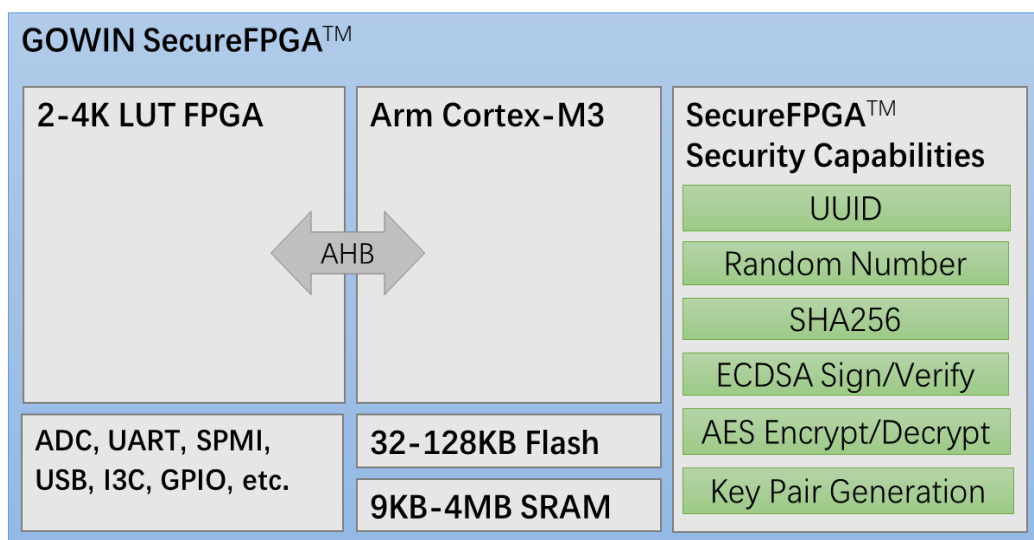 GOWIN SecureFPGA™
2-4K LUT FPGA
Arm Cortex-M3
AHB
ADC, UART, SPMI,
USB, I3C, GPIO, etc.
32-128KB Flash
9KB-4MB SRAM
SecureFPGA™
Security Capabilities
UUID
Random Number
SHA256
ECDSA Sign/Verify
AES Encrypt/Decrypt
Key Pair Generation